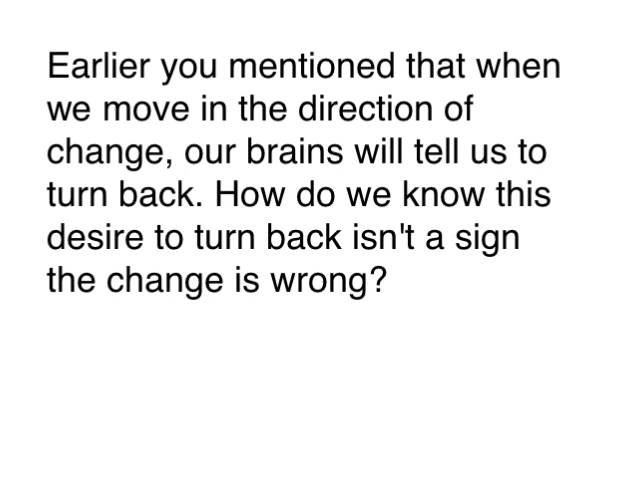 Earlier you mentioned that when
we move in the direction of
change, our brains will tell us to
turn back. How do we know this
desire to turn back isn't a sign
the change is wrong?